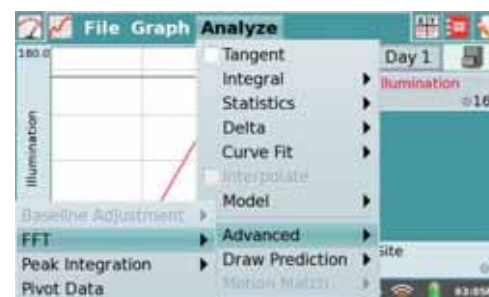 File Graph Analyze
180.0
Illumination
Tangent
Integral
Statistics
Delta
Curve Fit
Interpolate
Model
Advanced
Draw Prediction
Motion Match
Baseline Adjustment
FFT
Peak Integration
Pivot Data
Day 1
Illumination